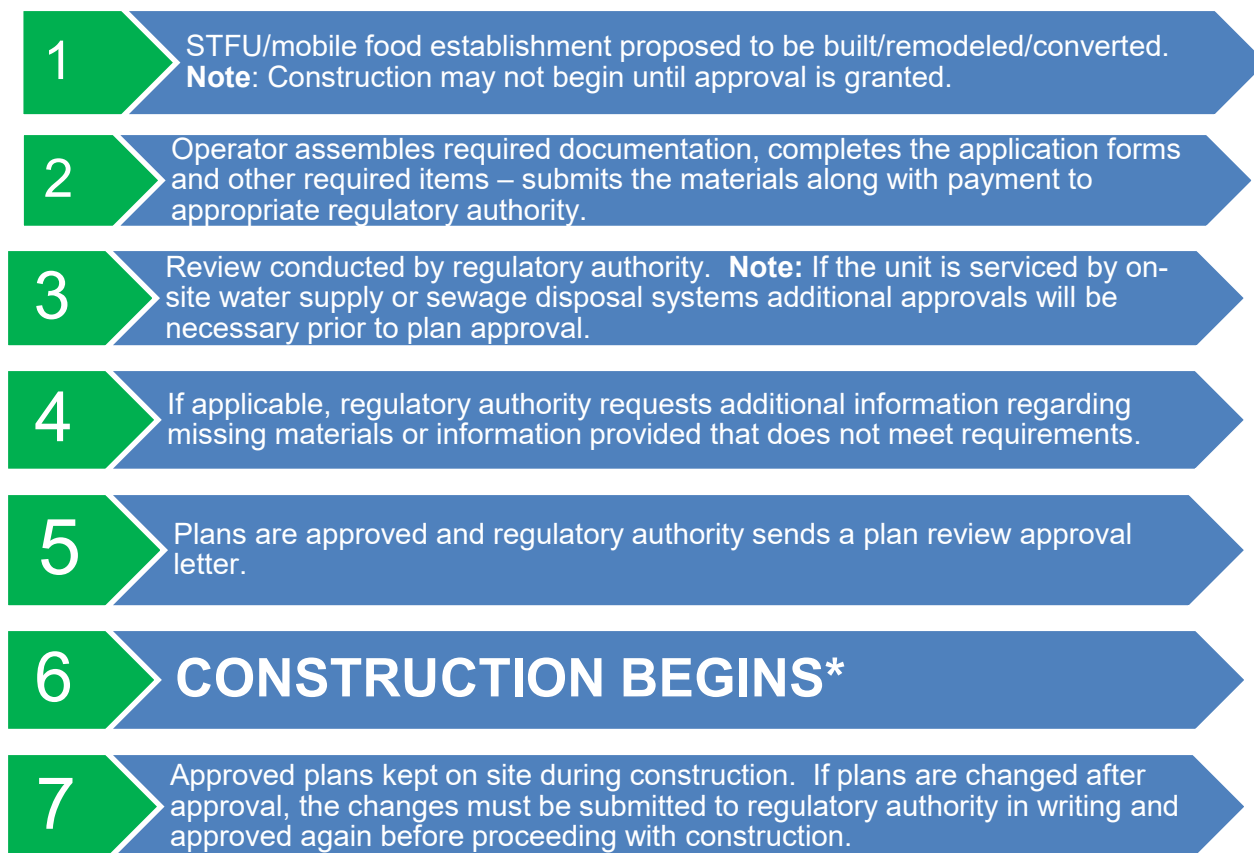 1
STFU/mobile food establishment proposed to be built/remodeled/converted.
Note: Construction may not begin until approval is granted.
2
Operator assembles required documentation, completes the application forms
and other required items – submits the materials along with payment to
appropriate regulatory authority.
3
Review conducted by regulatory authority.  Note: If the unit is serviced by on-
site water supply or sewage disposal systems additional approvals will be
necessary prior to plan approval.
4
If applicable, regulatory authority requests additional information regarding
missing materials or information provided that does not meet requirements.
5
Plans are approved and regulatory authority sends a plan review approval
letter.
6
CONSTRUCTION BEGINS*
7
Approved plans kept on site during construction.  If plans are changed after
approval, the changes must be submitted to regulatory authority in writing and
approved again before proceeding with construction.